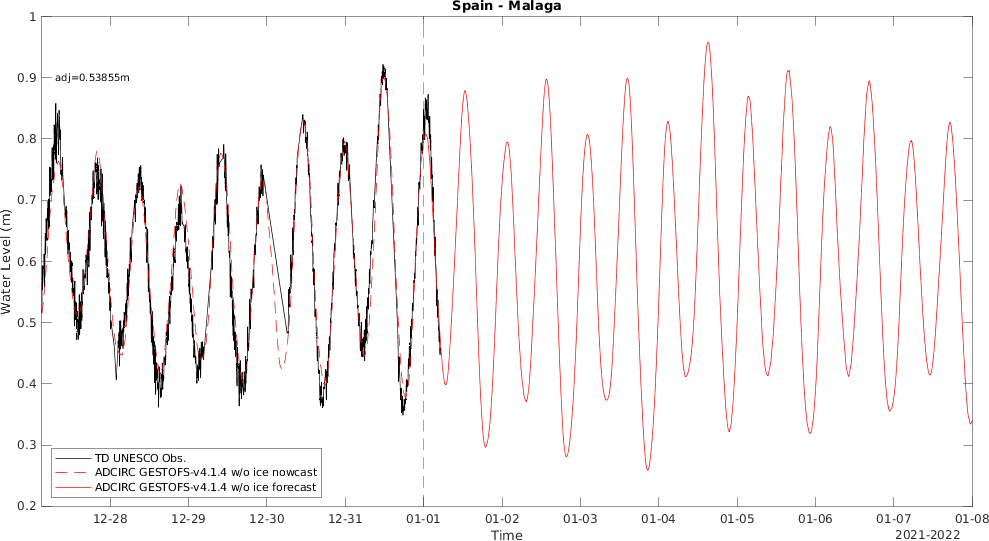 Spain - Malaga
1
0.9
0.8
0.7
0.6
0.5
0.4
0.3
0.2
Water Level (m)
adj=0.53855m
TD UNESCO Obs.
ADCIRC GESTOFS-v4.1.4 w/o ice nowcast
ADCIRC GESTOFS-v4.1.4 w/o ice forecast
12-28 12-29 12-30 12-31 01-01 01-02 01-03 01-04 01-05 01-06 01-07 01-08
Time
2021-2022